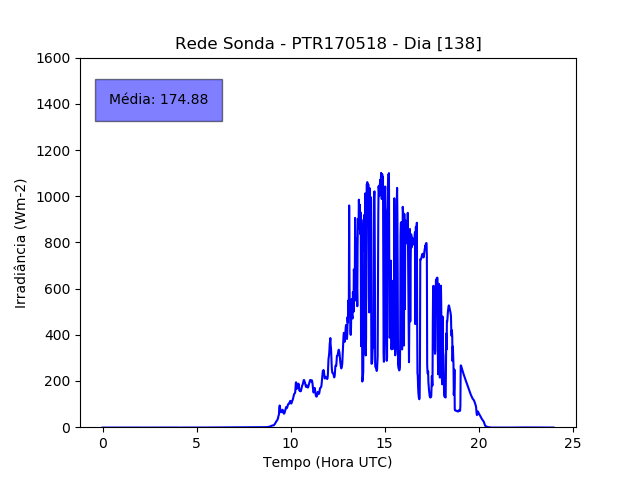 Rede Sonda - PTR170518 - Dia [138]
1600
1400
1200
1000
800
600
400
200
0
Irradiância (Wm-2)
Média: 174.88
0 5 10 15 20 25
Tempo (Hora UTC)